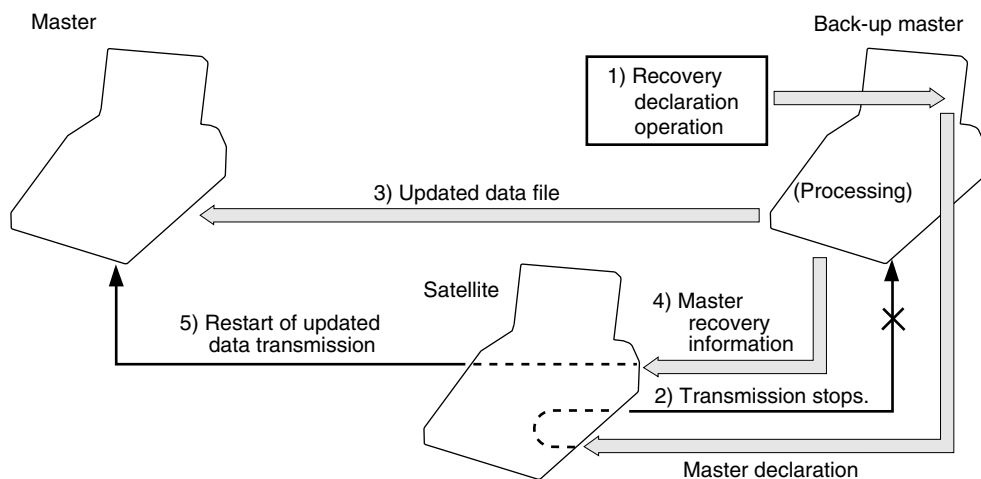 Master
Back-up master
1) Recovery
declaration
operation
(Processing)
3) Updated data file
Satellite
4) Master
recovery
information
5) Restart of updated
data transmission
2) Transmission stops.
Master declaration